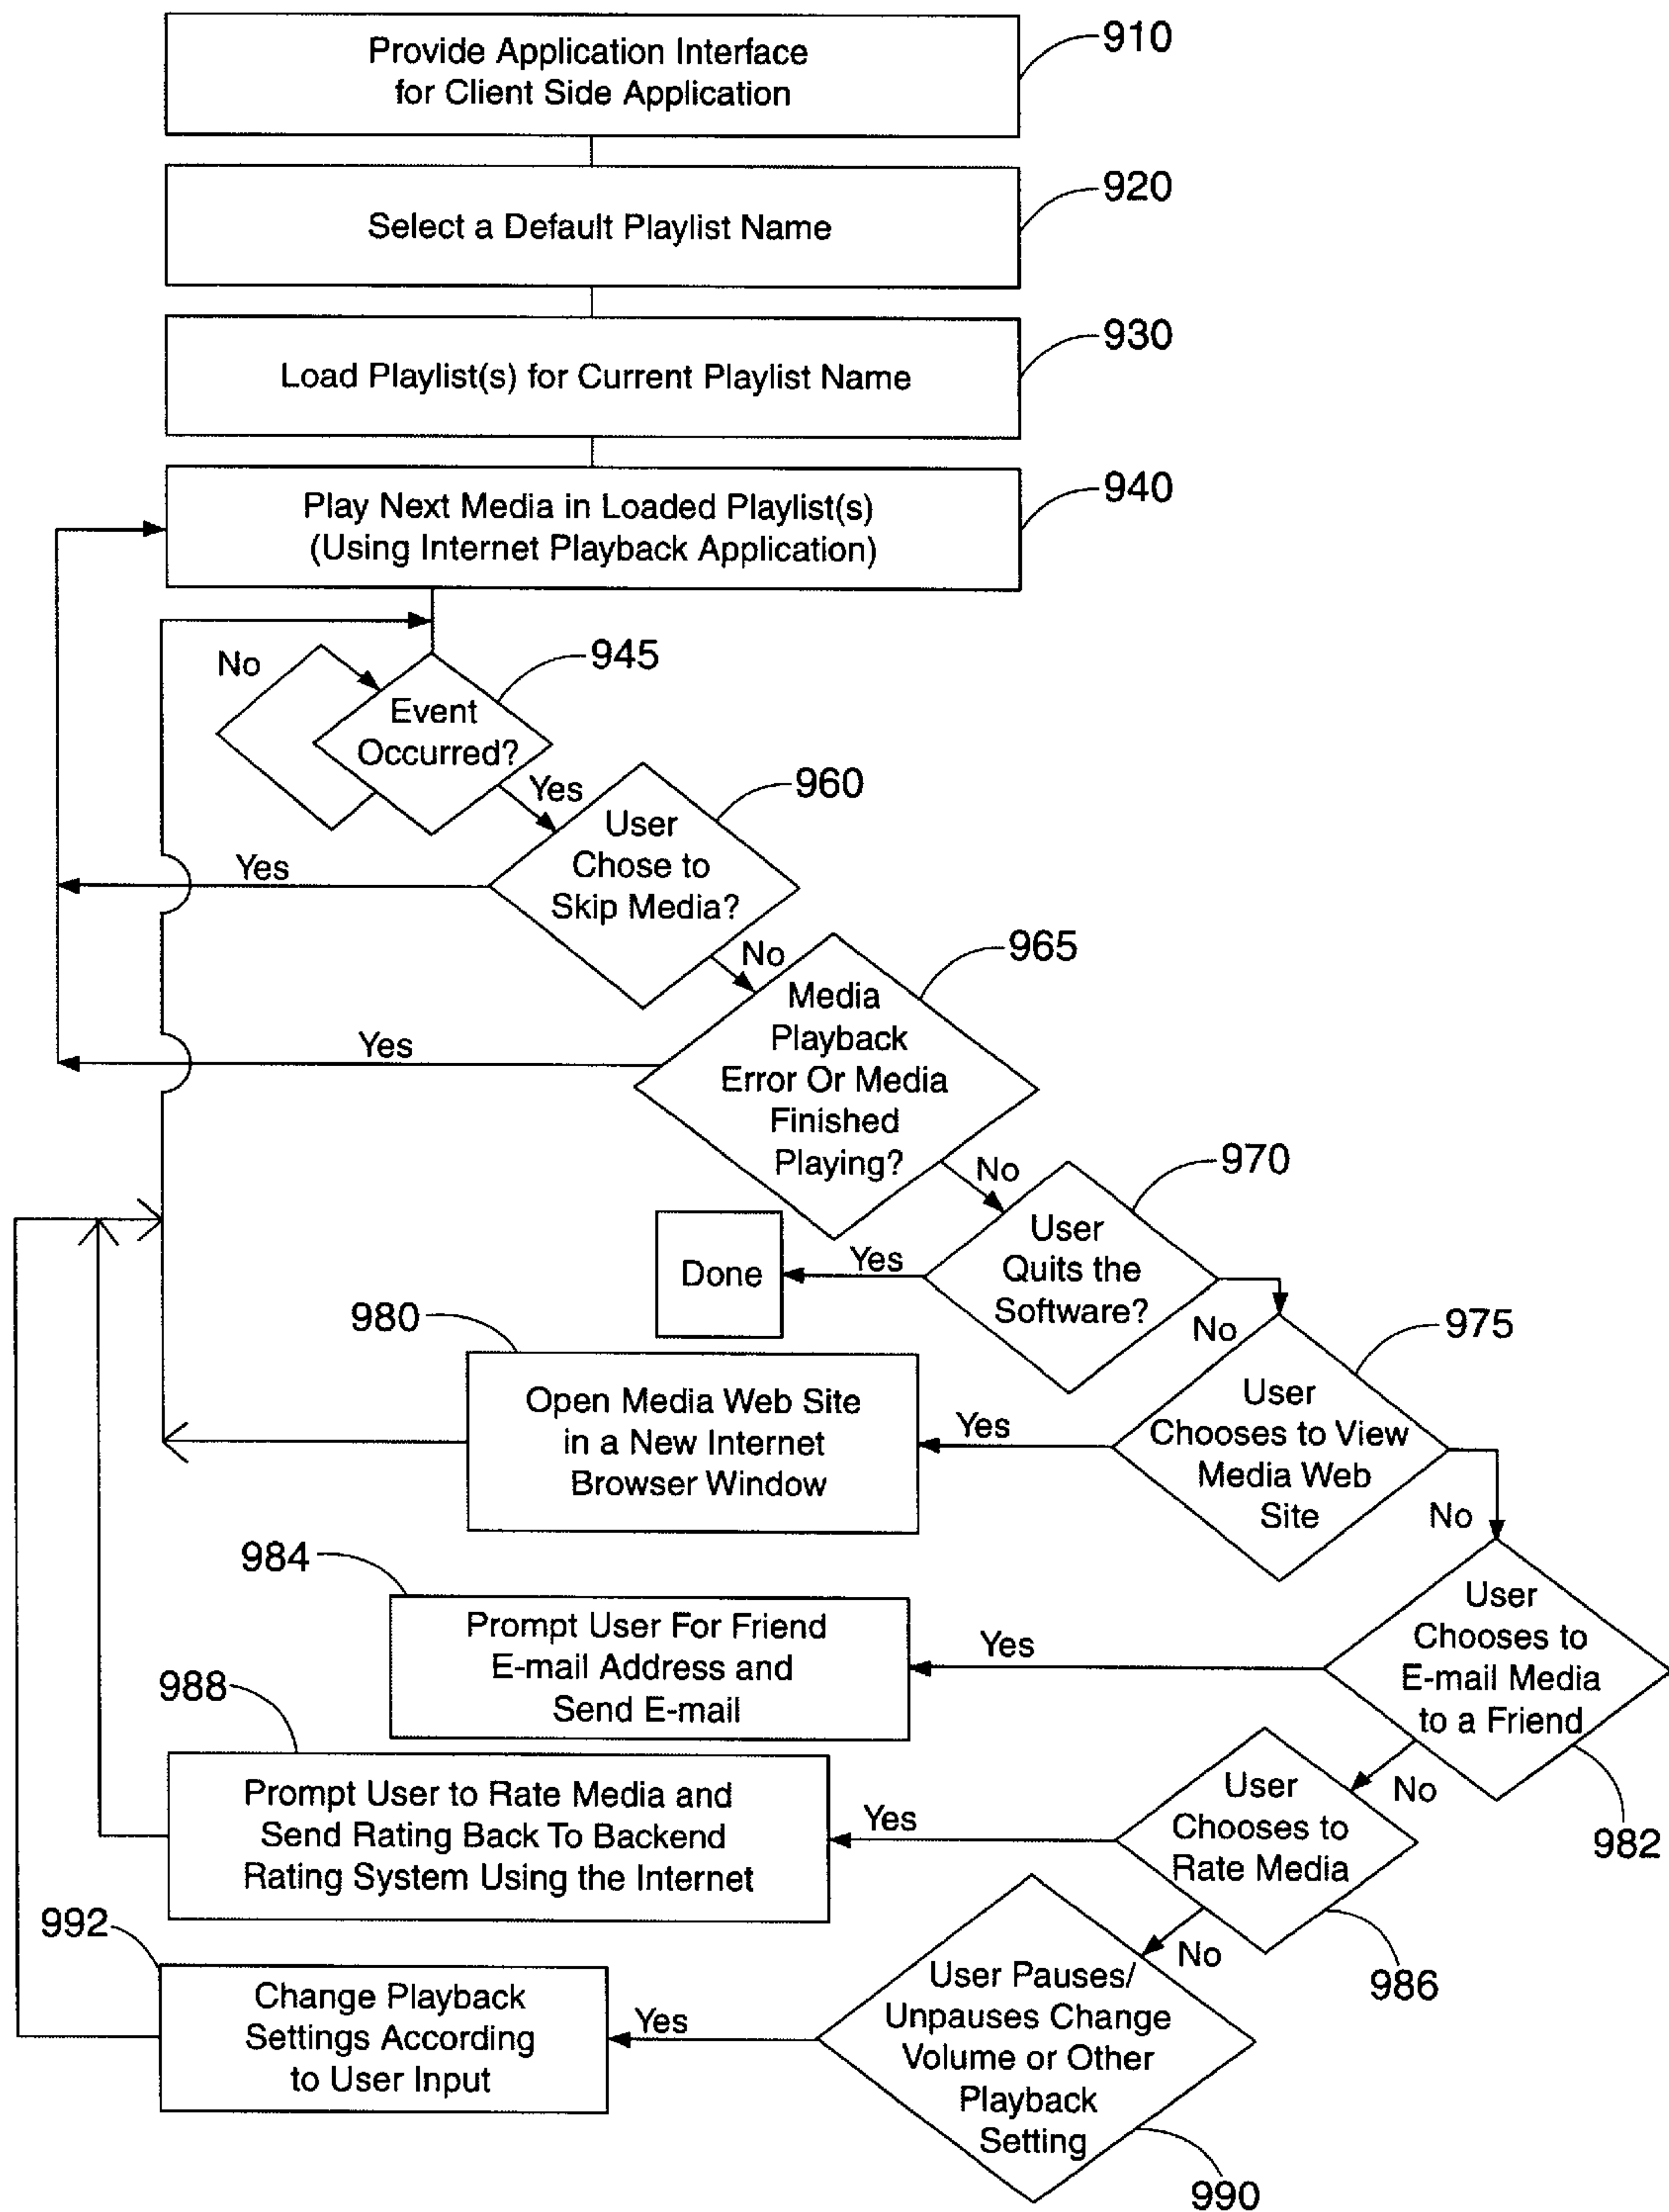 Provide Application Interface
for Client Side Application
910
Select a Default Playlist Name
920
Load Playlist(s) for Current Playlist Name
930
Play Next Media in Loaded Playlist(s)
(Using Internet Playback Application)
940
No
Event
Occurred?
945
Yes
User
Chose to
Skip Media?
960
Yes
No
Media
Playback
Error Or Media
Finished
Playing?
965
Yes
No
User
Quits the
Software?
970
Yes
Done
No
User
Chooses to View
Media Web
Site
975
Yes
980
Open Media Web Site
in a New Internet
Browser Window
No
User
Chooses to
E-mail Media
to a Friend
982
Yes
984
Prompt User For Friend
E-mail Address and
Send E-mail
No
User
Chooses to
Rate Media
986
Yes
988
Prompt User to Rate Media and
Send Rating Back To Backend
Rating System Using the Internet
No
User Pauses/
Unpauses Change
Volume or Other
Playback
Setting
990
Yes
992
Change Playback
Settings According
to User Input